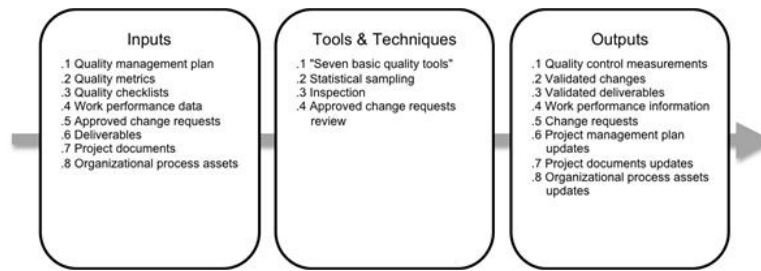 Inputs
.1 Quality management plan
.2 Quality metrics
.3 Quality checklists
.4 Work performance data
.5 Approved change requests
.6 Deliverables
.7 Project documents
.8 Organizational process assets
Tools & Techniques
.1 "Seven basic quality tools"
.2 Statistical sampling
.3 Inspection
.4 Approved change requests
review
Outputs
.1 Quality control measurements
.2 Validated changes
.3 Validated deliverables
.4 Work performance information
.5 Change requests
.6 Project management plan
updates
.7 Project documents updates
.8 Organizational process assets
updates